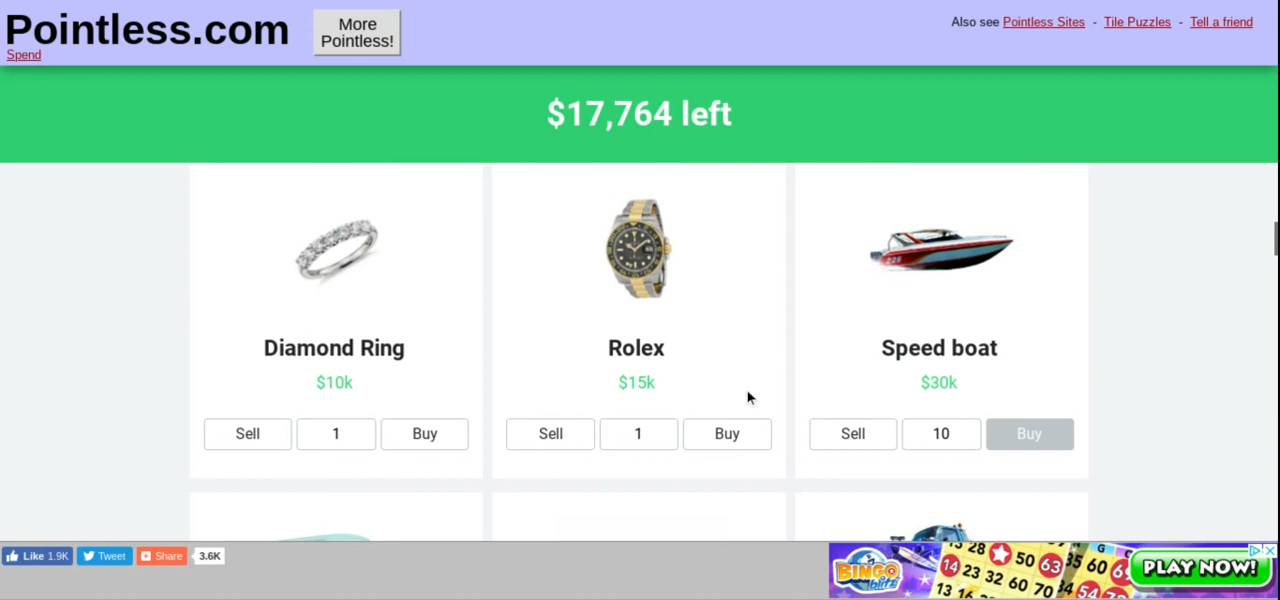 Pointless.com
More
Pointless!
Also see Pointless Sites - Tile Puzzles - Tell a friend
Spend
$17,764 left
Diamond Ring
$10k
Sell 1 Buy
Rolex
$15k
Sell 1 Buy
Speed boat
$30k
Sell 10 Buy
Like 1.9K
Tweet
Share
3.6K
BINGO
Blitz
PLAY NOW!